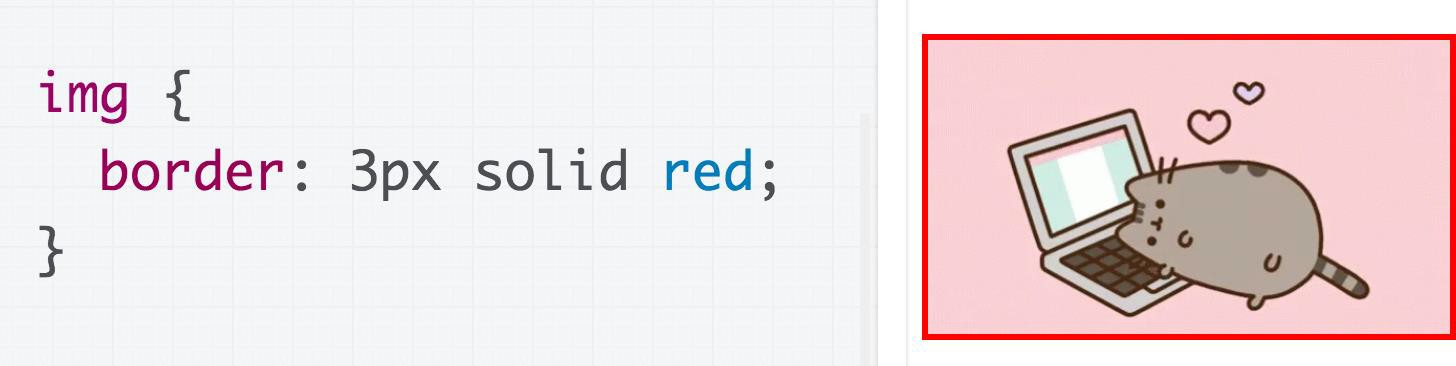 img {
  border: 3px solid red;
}